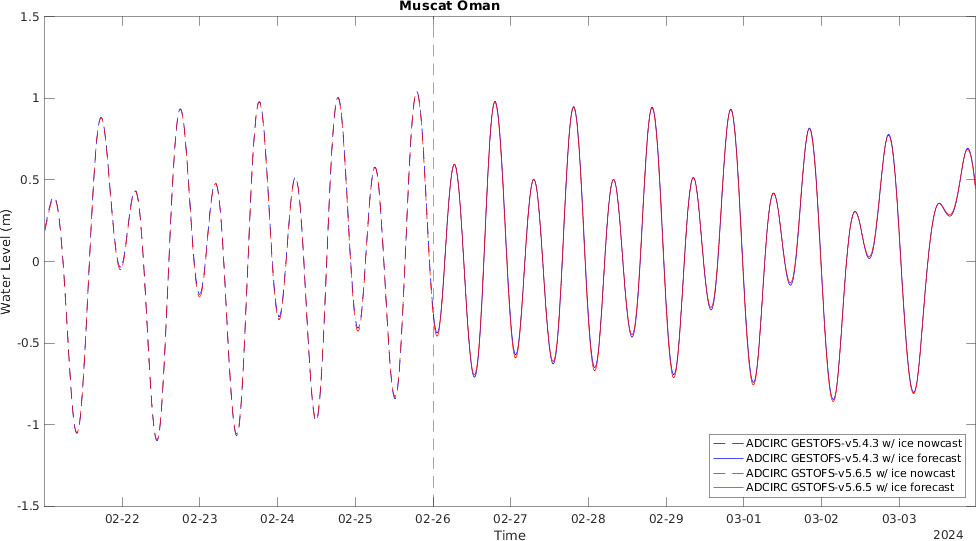 Muscat Oman
1.5
1
0.5
0
-0.5
-1
-1.5
Water Level (m)
02-22 02-23 02-24 02-25 02-26 02-27 02-28 02-29 03-01 03-02 03-03
Time
2024
ADCIRC GESTOFS-v5.4.3 w/ ice nowcast
ADCIRC GESTOFS-v5.4.3 w/ ice forecast
ADCIRC GSTOFS-v5.6.5 w/ ice nowcast
ADCIRC GSTOFS-v5.6.5 w/ ice forecast